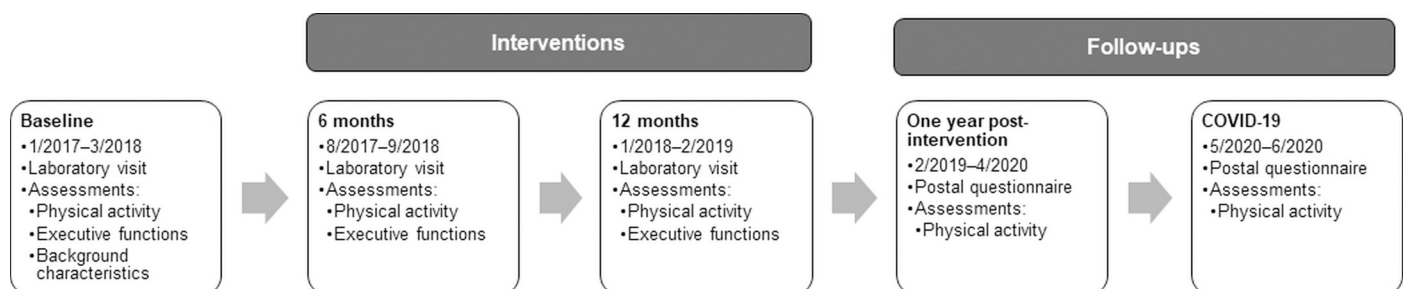 Interventions
Follow-ups
Baseline
•1/2017–3/2018
•Laboratory visit
•Assessments:
•Physical activity
•Executive functions
•Background
characteristics
6 months
•8/2017–9/2018
•Laboratory visit
•Assessments:
•Physical activity
•Executive functions
12 months
•1/2018–2/2019
•Laboratory visit
•Assessments:
•Physical activity
•Executive functions
One year post-
intervention
•2/2019–4/2020
•Postal questionnaire
•Assessments:
•Physical activity
COVID-19
•5/2020–6/2020
•Postal questionnaire
•Assessments:
•Physical activity